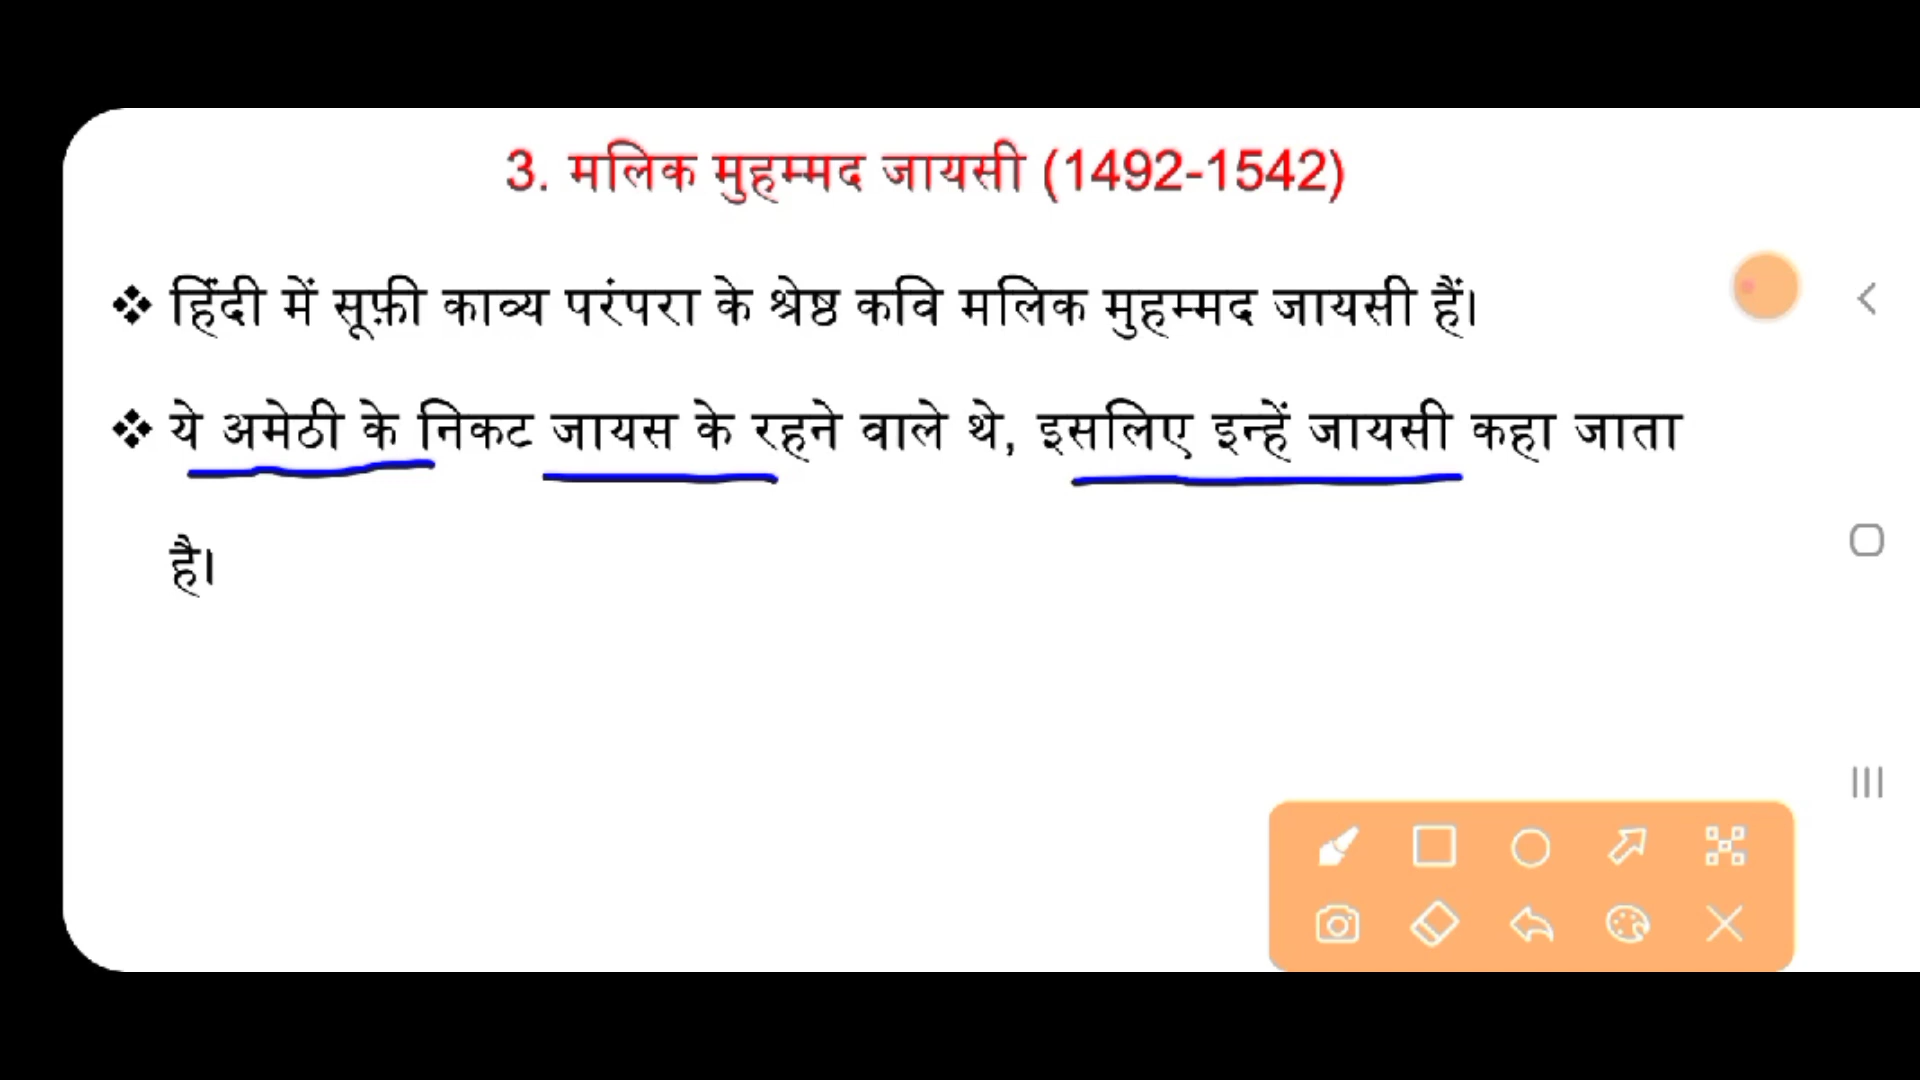 3. मलिक मुहम्मद जायसी (1492-1542)
❖ हिंदी में सूफ़ी काव्य परंपरा के श्रेष्ठ कवि मलिक मुहम्मद जायसी हैं।
❖ ये अमेठी के निकट जायस के रहने वाले थे, इसलिए इन्हें जायसी कहा जाता
है।